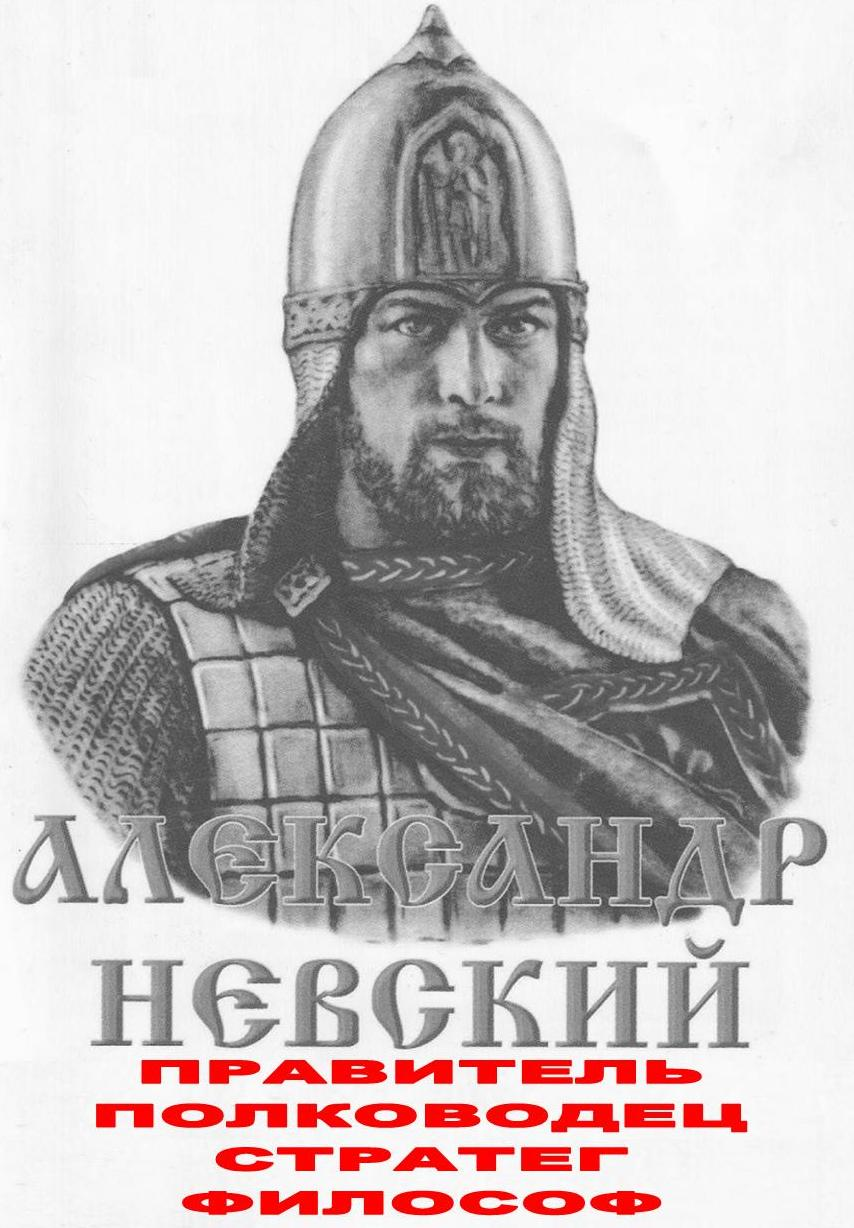 АЛЕКСАНДР
НЕВСКИЙ
ПРАВИТЕЛЬ
ПОЛКОВОДЕЦ
СТРАТЕГ
ФИЛОСОФ